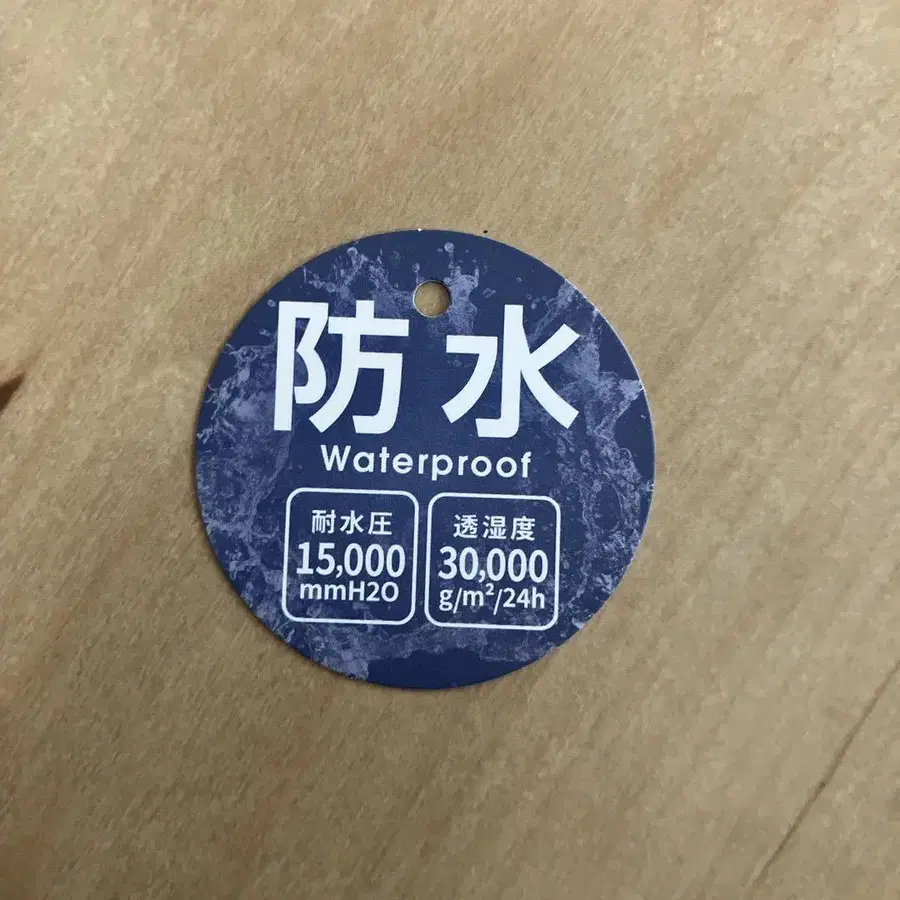 防水
Waterproof
耐水圧
15,000
mmH2O
透湿度
30,000
g/m²/24h